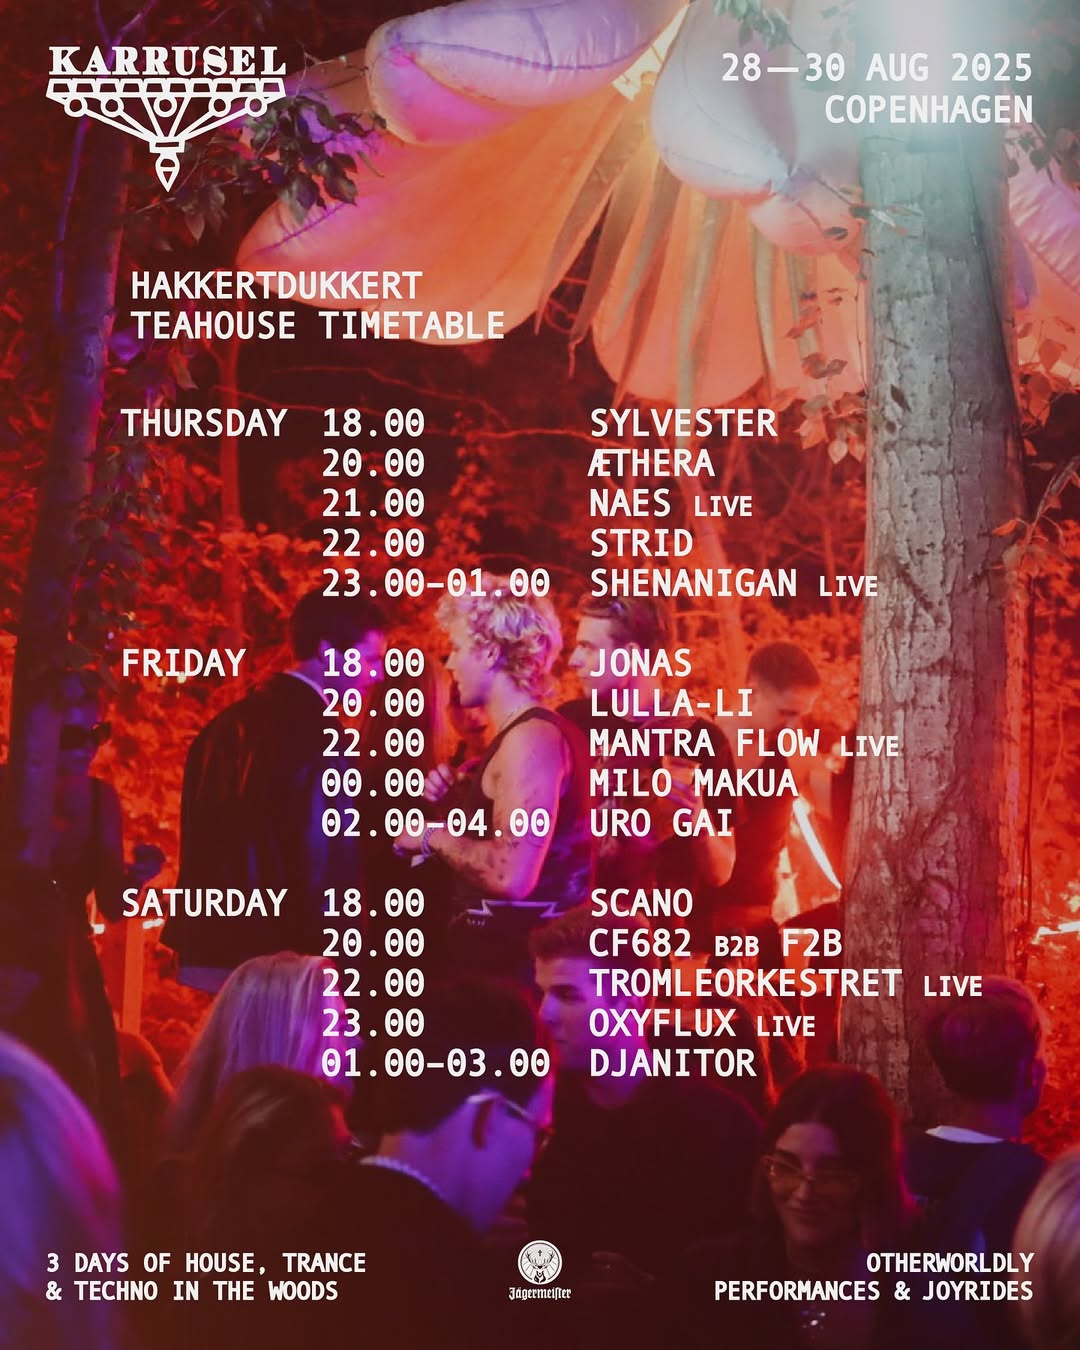 KARRUSEL
28—30 AUG 2025
COPENHAGEN
HAKKERTDUKKERT
TEAHOUSE TIMETABLE
THURSDAY 18.00 SYLVESTER
20.00 ÆTHERA
21.00 NAES LIVE
22.00 STRID
23.00–01.00 SHENANIGAN LIVE
FRIDAY 18.00 JONAS
20.00 LULLA-LI
22.00 MANTRA FLOW LIVE
00.00 MILO MAKUA
02.00–04.00 URO GAI
SATURDAY 18.00 SCANO
20.00 CF682 B2B F2B
22.00 TROMLEORKESTRET LIVE
23.00 OXYFLUX LIVE
01.00–03.00 DJANITOR
3 DAYS OF HOUSE, TRANCE
& TECHNO IN THE WOODS
Jägermeister
OTHERWORLDLY
PERFORMANCES & JOYRIDES